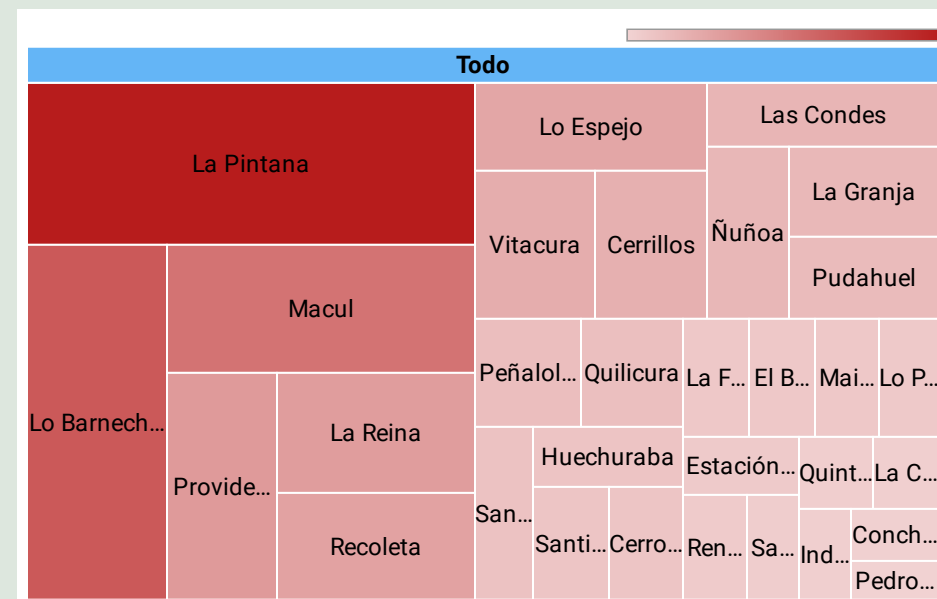 Todo
La Pintana
Lo Espejo
Las Condes
Vitacura
Cerrillos
Ñuñoa
La Granja
Pudahuel
Lo Barnech...
Macul
Provide...
La Reina
Recoleta
Peñalol...
Quilicura
La F...
El B...
Mai...
Lo P...
San...
Huechuraba
Santi...
Cerro...
Estación...
Quint...
La C...
Ren...
Sa...
Ind...
Conch...
Pedro...